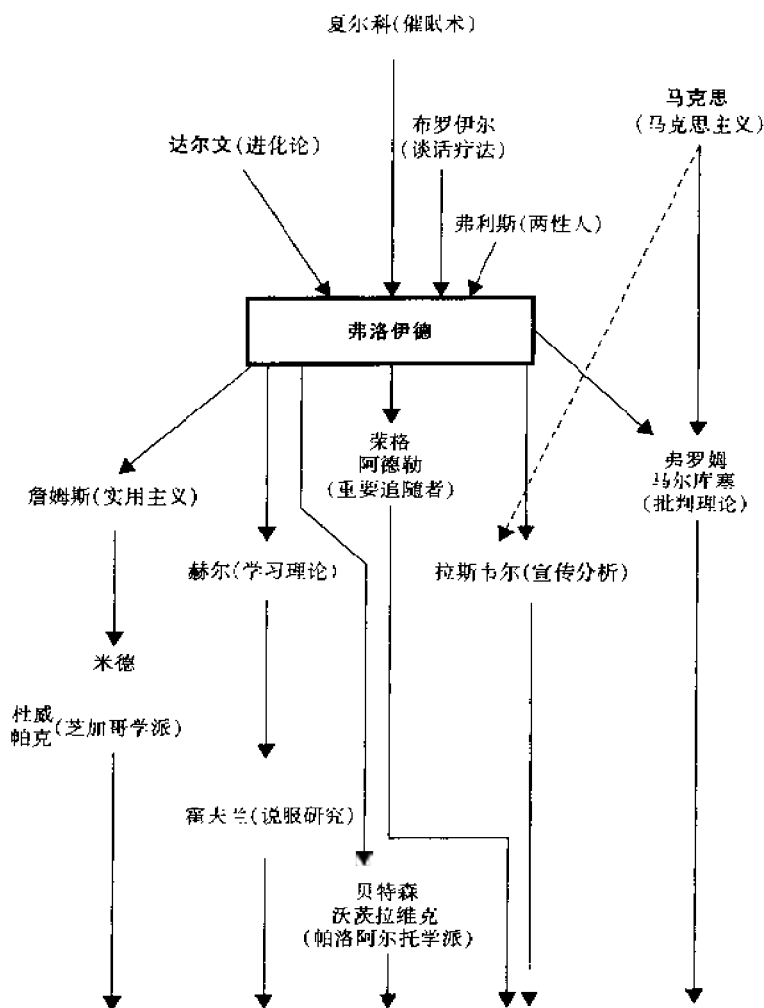 夏尔科(催眠术)
马克思
(马克思主义)
布罗伊尔
(谈话疗法)
达尔文(进化论)
弗利斯(两性人)
弗洛伊德
荣格
阿德勒
(重要追随者)
弗罗姆
马尔库塞
(批判理论)
詹姆斯(实用主义)
赫尔(学习理论)
拉斯韦尔(宣传分析)
米德
杜威
帕克(芝加哥学派)
霍夫兰(说服研究)
贝特森
沃茨拉维克
(帕洛阿尔托学派)